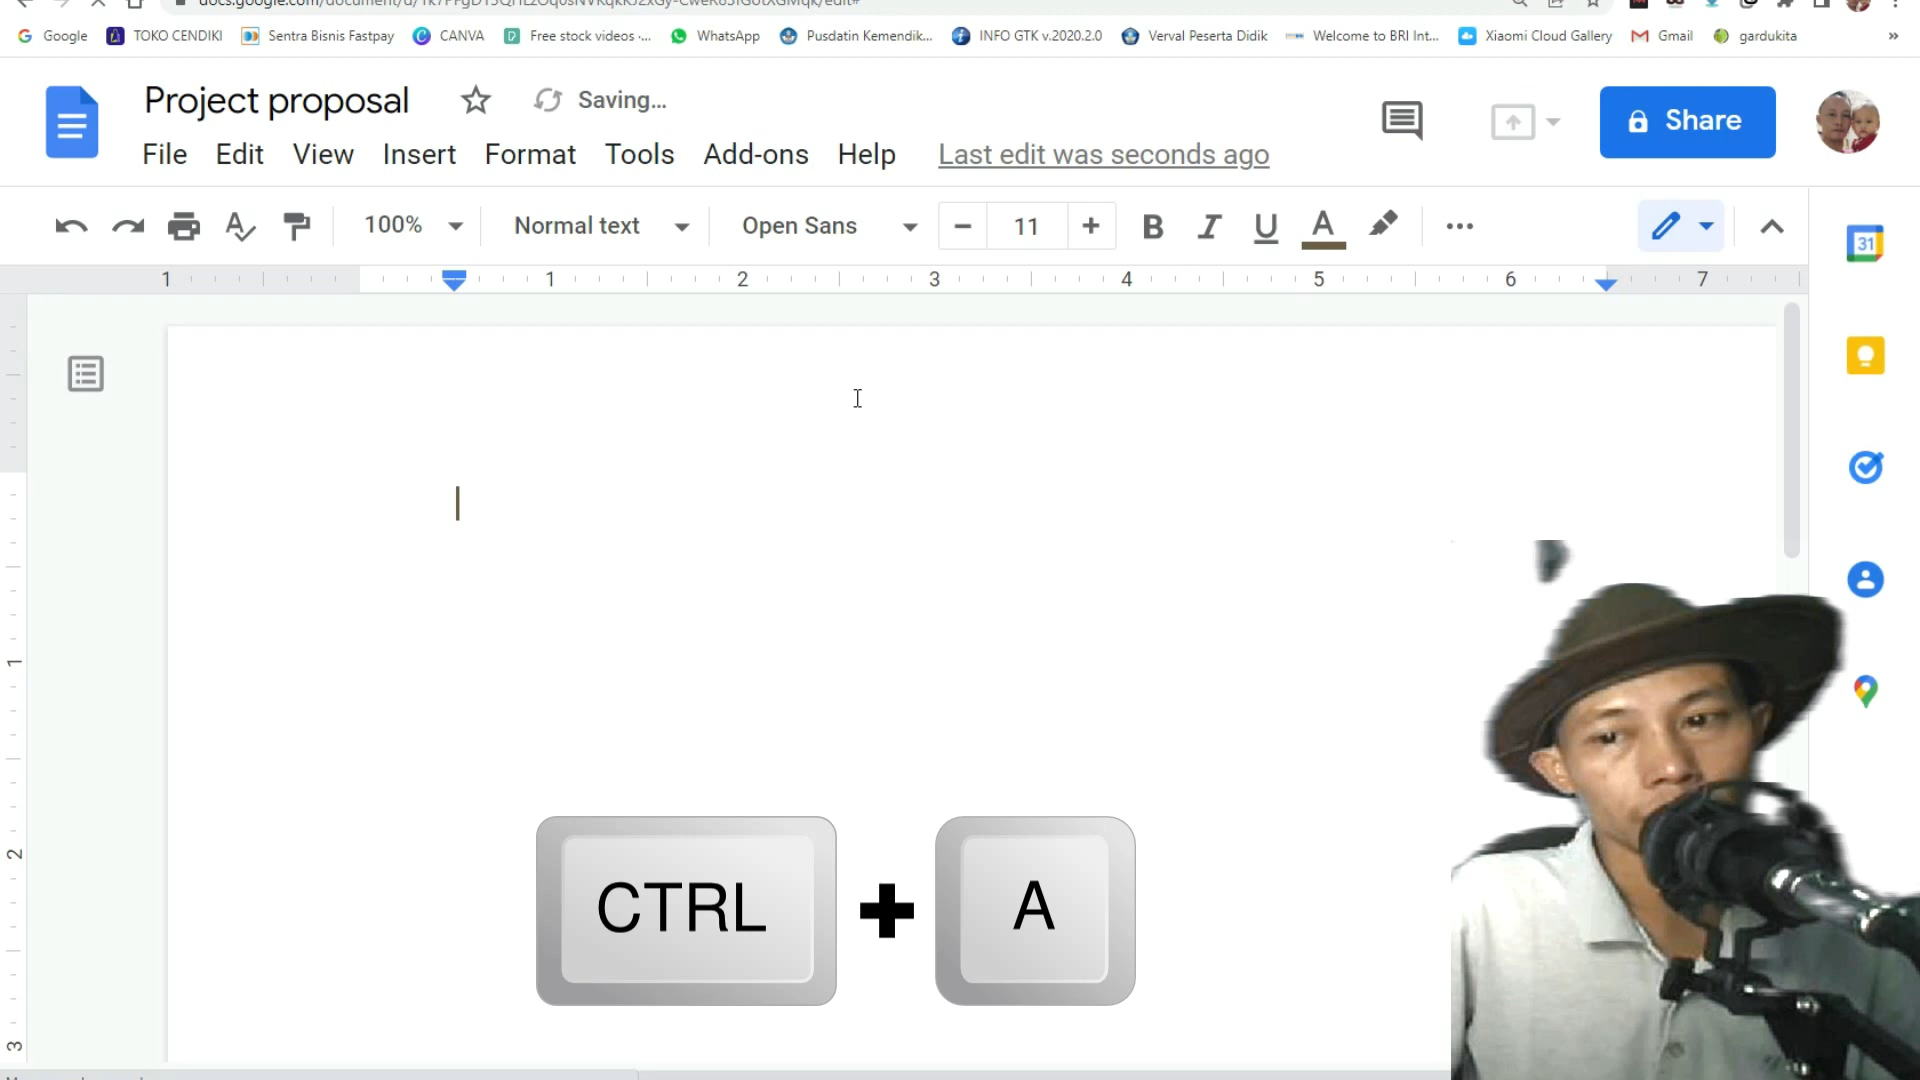 Google TOKO CENDIKI Sentra Bisnis Fastpay CANVA Free stock videos -... WhatsApp Pusdatin Kemendik... INFO GTK v.2020.2.0 Verval Peserta Didik Welcome to BRI Int... Xiaomi Cloud Gallery Gmail gardukita »
Project proposal Saving...
Share
File Edit View Insert Format Tools Add-ons Help Last edit was seconds ago
100% Normal text Open Sans − 11 + B I U A
31
1 1 2 3 4 5 6 7
1
2
3
CTRL + A